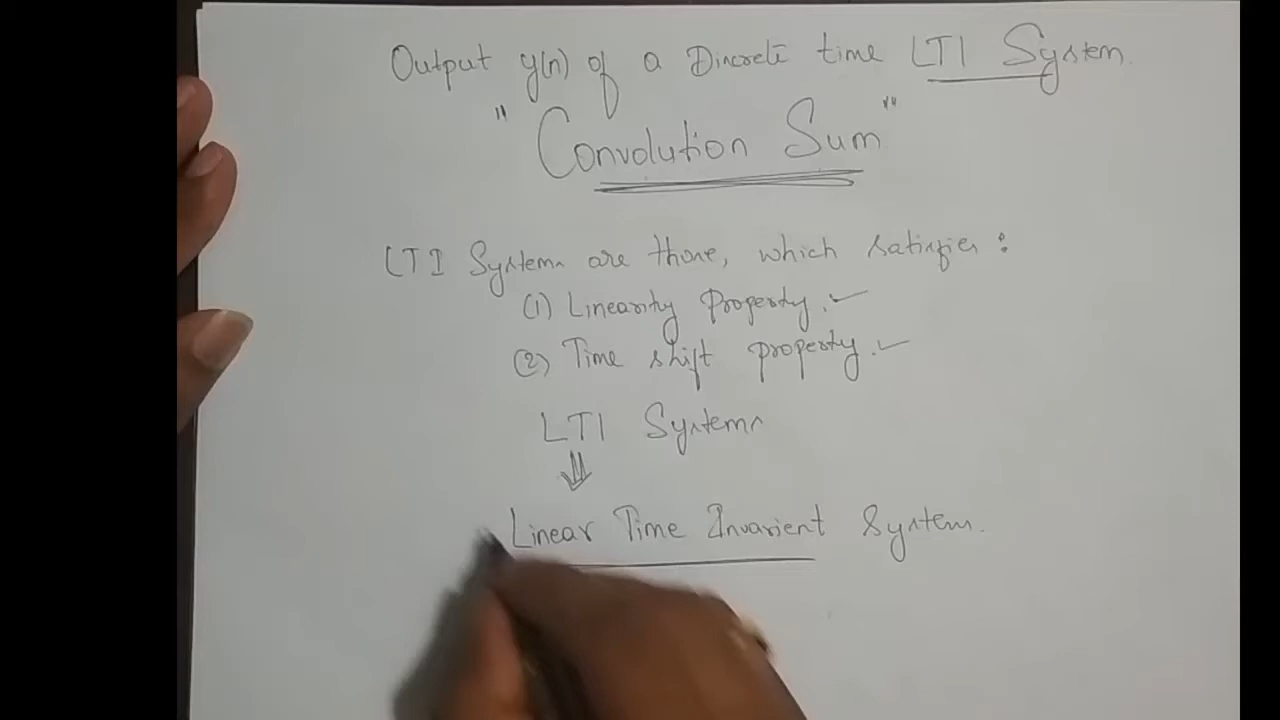 Output y(n) of a Discrete time LTI System.
"Convolution Sum"
LTI Systems are those, which satisfies :
(1) Linearity Property. ✓
(2) Time shift property. ✓
LTI Systems
⇓
Linear Time Invarient System.